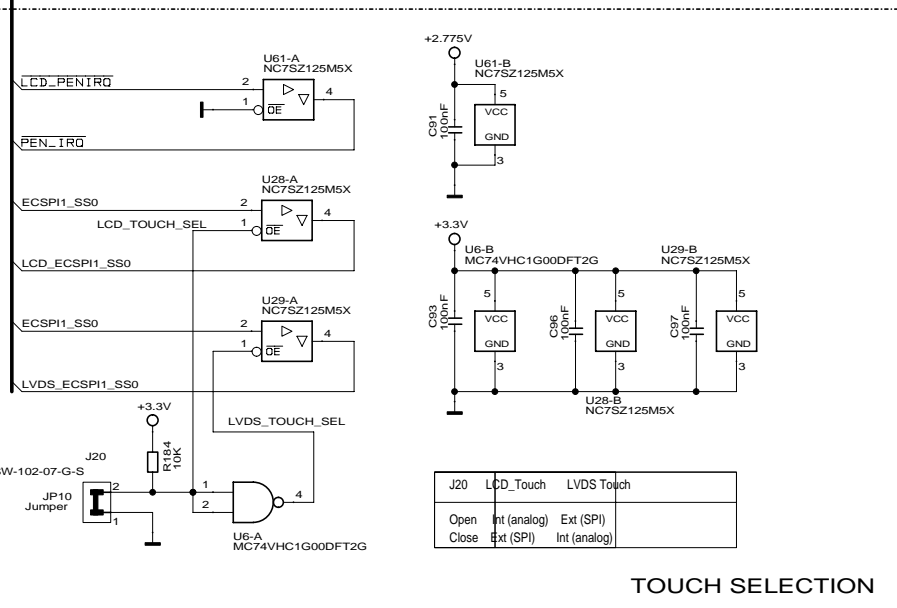 +2.775V
U61-A
NC7SZ125M5X
U61-B
NC7SZ125M5X
LCD_PENIRQ
2
4
1
OE
5
VCC
GND
3
C91
100nF
PEN_IRQ
U28-A
NC7SZ125M5X
ECSPI1_SS0
2
LCD_TOUCH_SEL
1
4
OE
LCD_ECSPI1_SS0
+3.3V
U6-B
MC74VHC1G00DFT2G
U29-B
NC7SZ125M5X
U29-A
NC7SZ125M5X
ECSPI1_SS0
2
4
1
OE
C93
100nF
5
VCC
GND
3
C96
100nF
5
VCC
GND
3
C97
100nF
5
VCC
GND
3
U28-B
NC7SZ125M5X
LVDS_ECSPI1_SS0
+3.3V
LVDS_TOUCH_SEL
R184
10K
J20
SW-102-07-G-S
JP10
Jumper
2
1
1
2
4
U6-A
MC74VHC1G00DFT2G
J20 LCD_Touch LVDS Touch
Open Int (analog) Ext (SPI)
Close Ext (SPI) Int (analog)
TOUCH SELECTION